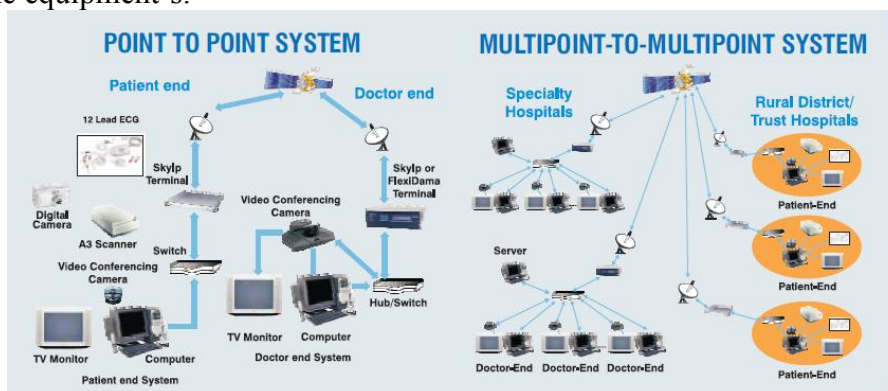 e equipment s.
POINT TO POINT SYSTEM
Patient end
Doctor end
12 Lead ECG
Skylp
Terminal
Skylp or
FlexiDama
Terminal
Digital
Camera
A3 Scanner
Video Conferencing
Camera
Switch
Video Conferencing
Camera
Hub/Switch
TV Monitor
Computer
Patient end System
TV Monitor
Computer
Doctor end System
MULTIPOINT-TO-MULTIPOINT SYSTEM
Specialty
Hospitals
Rural District/
Trust Hospitals
Patient-End
Server
Patient-End
Doctor-End
Doctor-End
Doctor-End
Patient-End